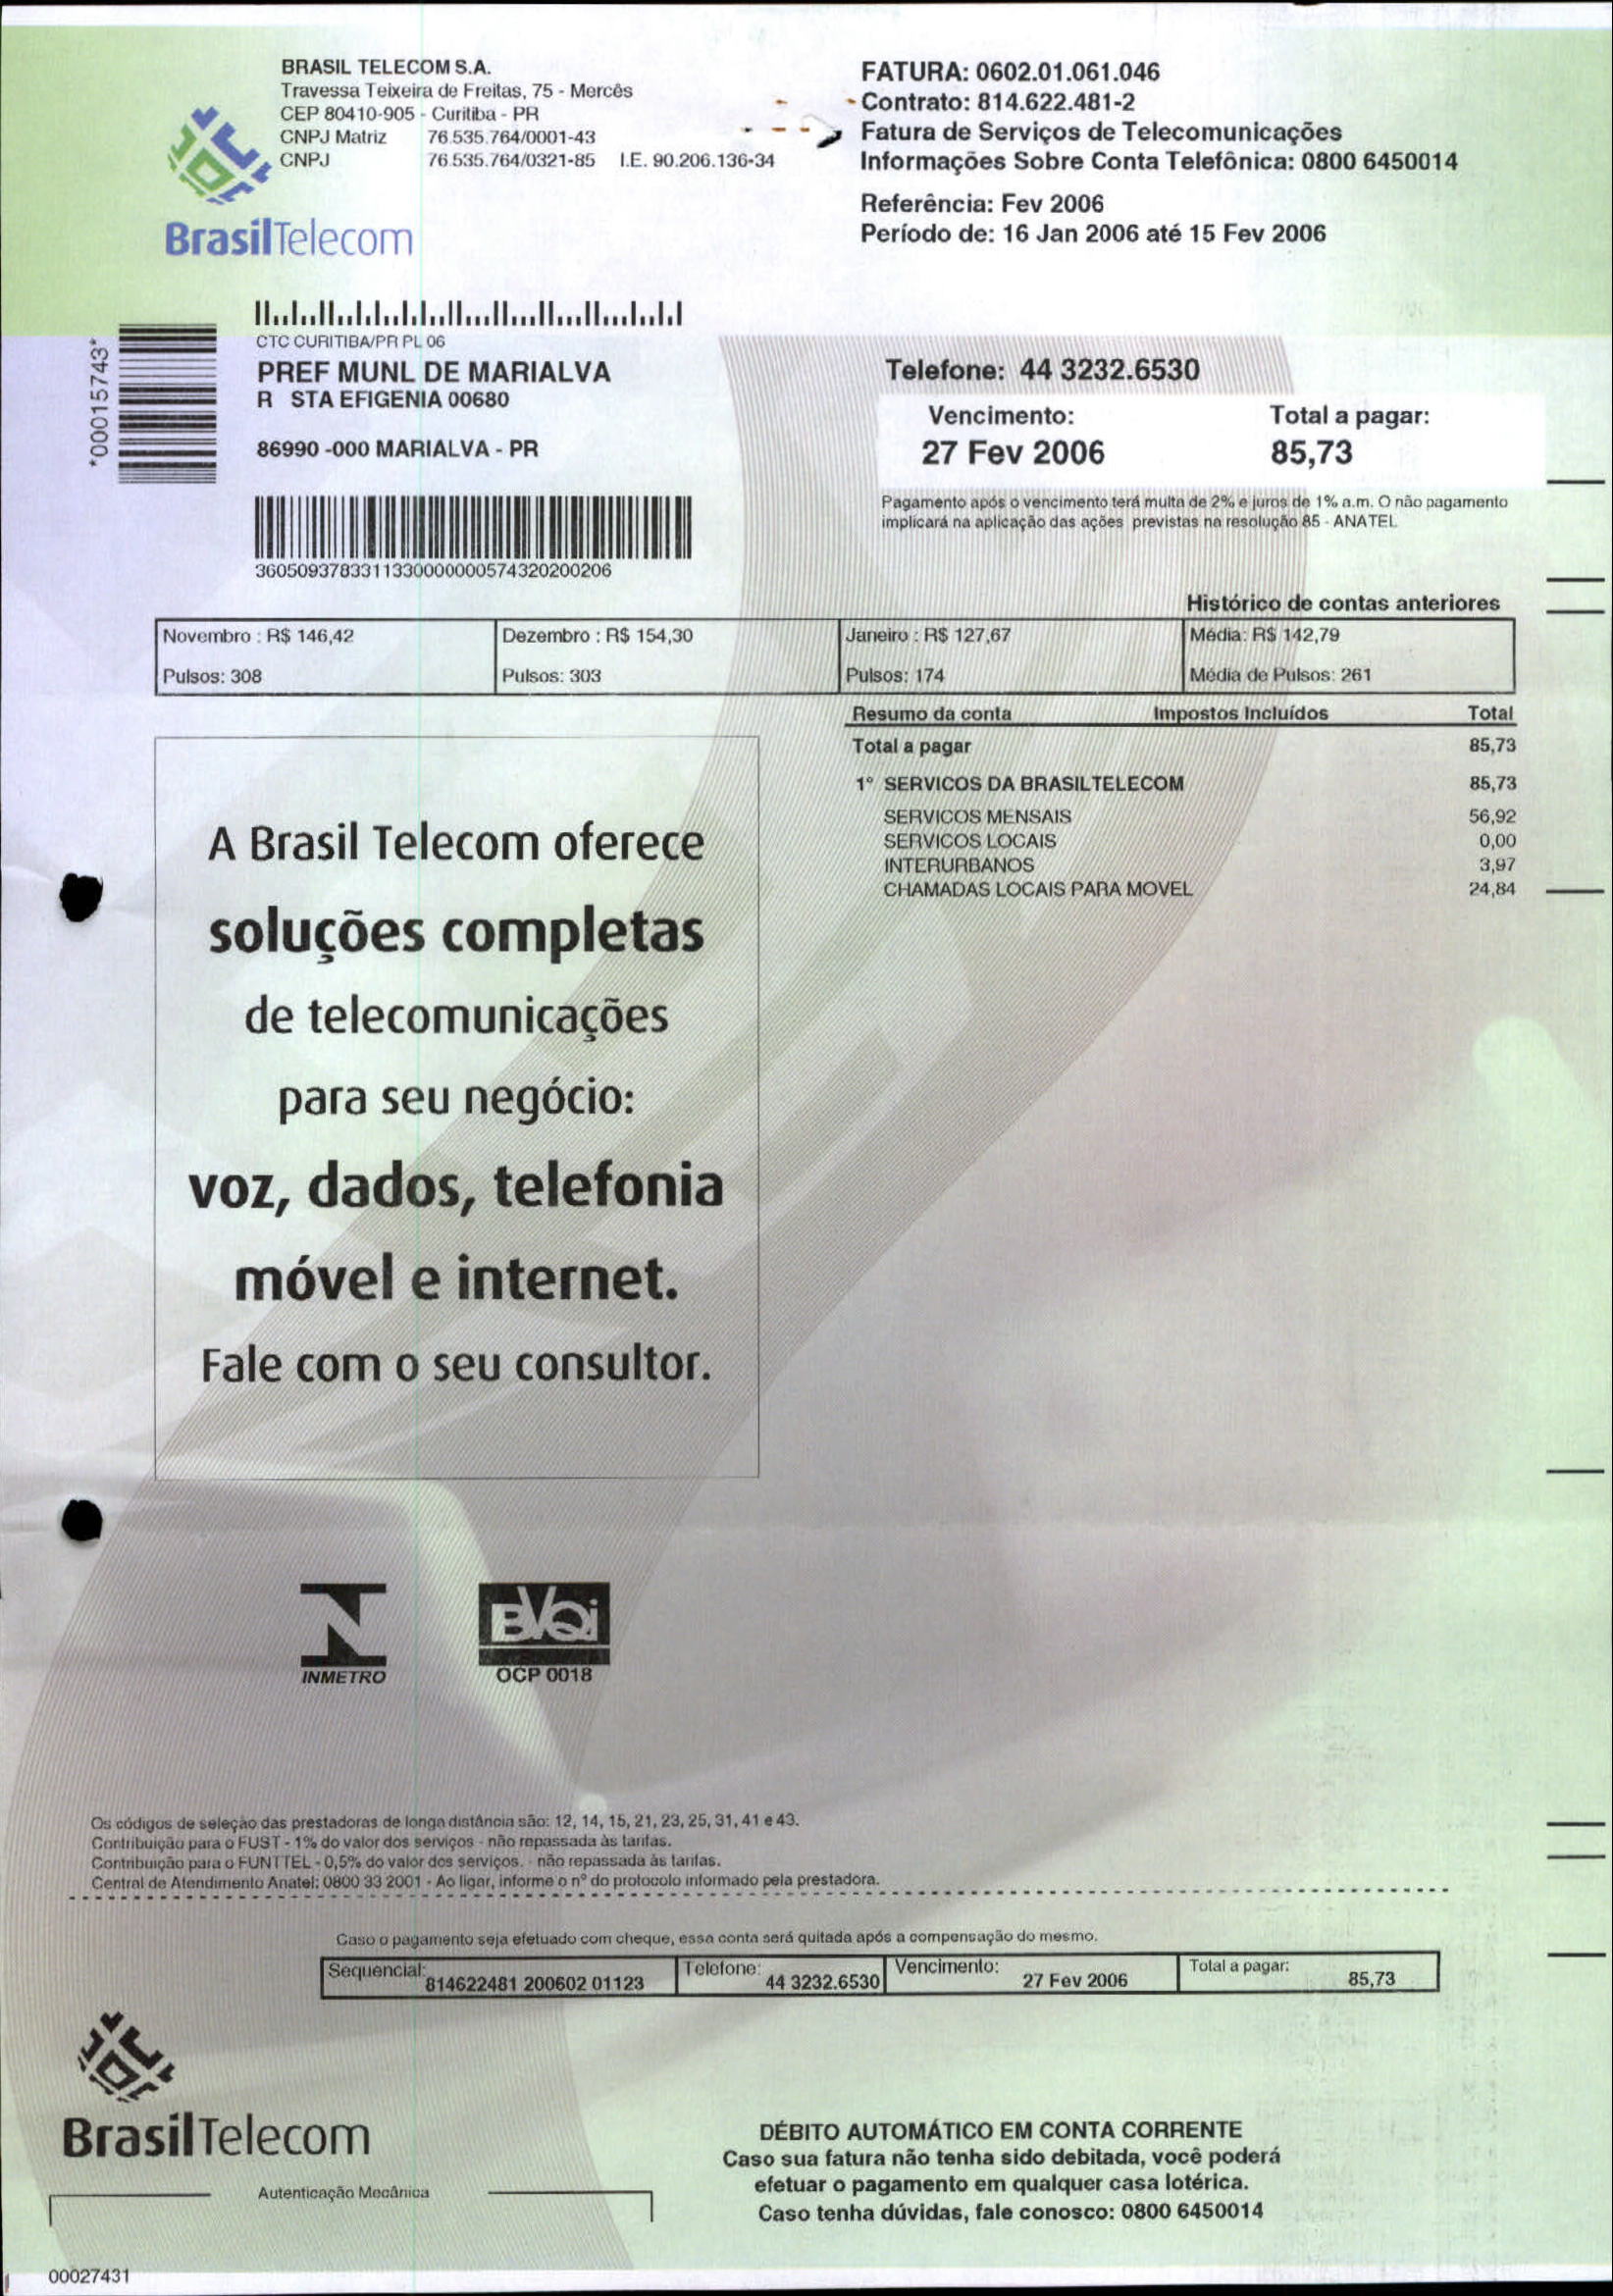 BRASIL TELECOM S.A.
Travessa Teixeira de Freitas, 75 - Mercês
CEP 80410-905 - Curitiba - PR
CNPJ Matriz 76.535.764/0001-43
CNPJ 76.535.764/0321-85 I.E. 90.206.136-34
BrasilTelecom
FATURA: 0602.01.061.046
Contrato: 814.622.481-2
Fatura de Serviços de Telecomunicações
Informações Sobre Conta Telefônica: 0800 6450014
Referência: Fev 2006
Período de: 16 Jan 2006 até 15 Fev 2006
*00015743*
CTC CURITIBA/PR PL 06
PREF MUNL DE MARIALVA
R STA EFIGENIA 00680
86990 -000 MARIALVA - PR
36050937833113300000000574320200206
Telefone: 44 3232.6530
Vencimento: Total a pagar:
27 Fev 2006 85,73
Pagamento após o vencimento terá multa de 2% e juros de 1% a.m. O não pagamento
implicará na aplicação das ações previstas na resolução 85 - ANATEL
Histórico de contas anteriores
Novembro : R$ 146,42 Dezembro : R$ 154,30 Janeiro : R$ 127,67 Média: R$ 142,79
Pulsos: 308 Pulsos: 303 Pulsos: 174 Média de Pulsos: 261
Resumo da conta Impostos Incluídos Total
Total a pagar 85,73
1º SERVICOS DA BRASILTELECOM 85,73
SERVICOS MENSAIS 56,92
SERVICOS LOCAIS 0,00
INTERURBANOS 3,97
CHAMADAS LOCAIS PARA MOVEL 24,84
A Brasil Telecom oferece
soluções completas
de telecomunicações
para seu negócio:
voz, dados, telefonia
móvel e internet.
Fale com o seu consultor.
INMETRO
BVQi
OCP 0018
Os códigos de seleção das prestadoras de longa distância são: 12, 14, 15, 21, 23, 25, 31, 41 e 43.
Contribuição para o FUST - 1% do valor dos serviços - não repassada às tarifas.
Contribuição para o FUNTTEL - 0,5% do valor dos serviços. - não repassada às tarifas.
Central de Atendimento Anatel: 0800 33 2001 - Ao ligar, informe o nº do protocolo informado pela prestadora.
Caso o pagamento seja efetuado com cheque, essa conta será quitada após a compensação do mesmo.
Sequencial: 814622481 200602 01123 Telefone: 44 3232.6530 Vencimento: 27 Fev 2006 Total a pagar: 85,73
BrasilTelecom
Autenticação Mecânica
DÉBITO AUTOMÁTICO EM CONTA CORRENTE
Caso sua fatura não tenha sido debitada, você poderá
efetuar o pagamento em qualquer casa lotérica.
Caso tenha dúvidas, fale conosco: 0800 6450014
00027431